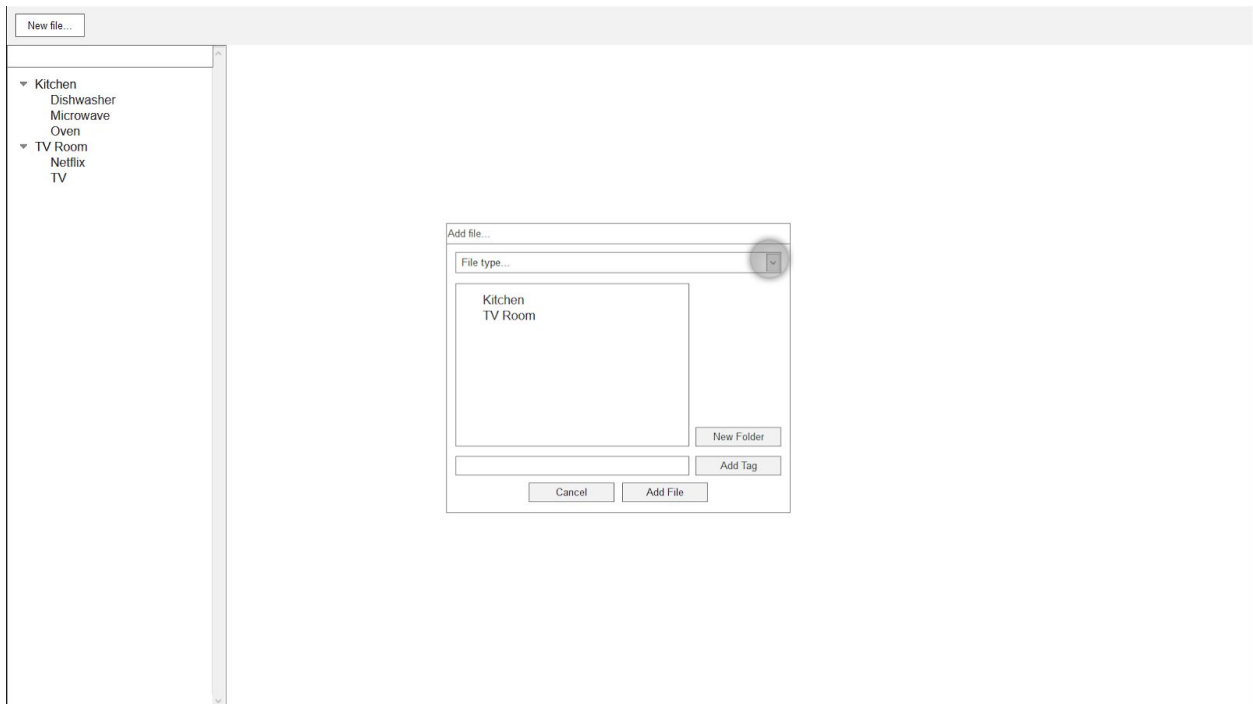 New file...
Kitchen
Dishwasher
Microwave
Oven
TV Room
Netflix
TV
Add file...
File type...
Kitchen
TV Room
New Folder
Add Tag
Cancel
Add File